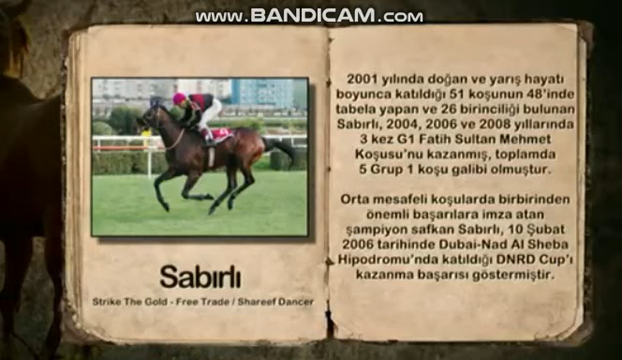 www.BANDICAM.com
2001 yılında doğan ve yarış hayatı
boyunca katıldığı 51 koşunun 48'inde
tabela yapan ve 26 birinciliği bulunan
Sabırlı, 2004, 2006 ve 2008 yıllarında
3 kez G1 Fatih Sultan Mehmet
Koşusu'nu kazanmış, toplamda
5 Grup 1 koşu galibi olmuştur.
Orta mesafeli koşularda birbirinden
önemli başarılara imza atan
şampiyon safkan Sabırlı, 10 Şubat
2006 tarihinde Dubai-Nad Al Sheba
Hipodromu'nda katıldığı DNRD Cup'ı
kazanma başarısı göstermiştir.
Sabırlı
Strike The Gold - Free Trade / Shareef Dancer